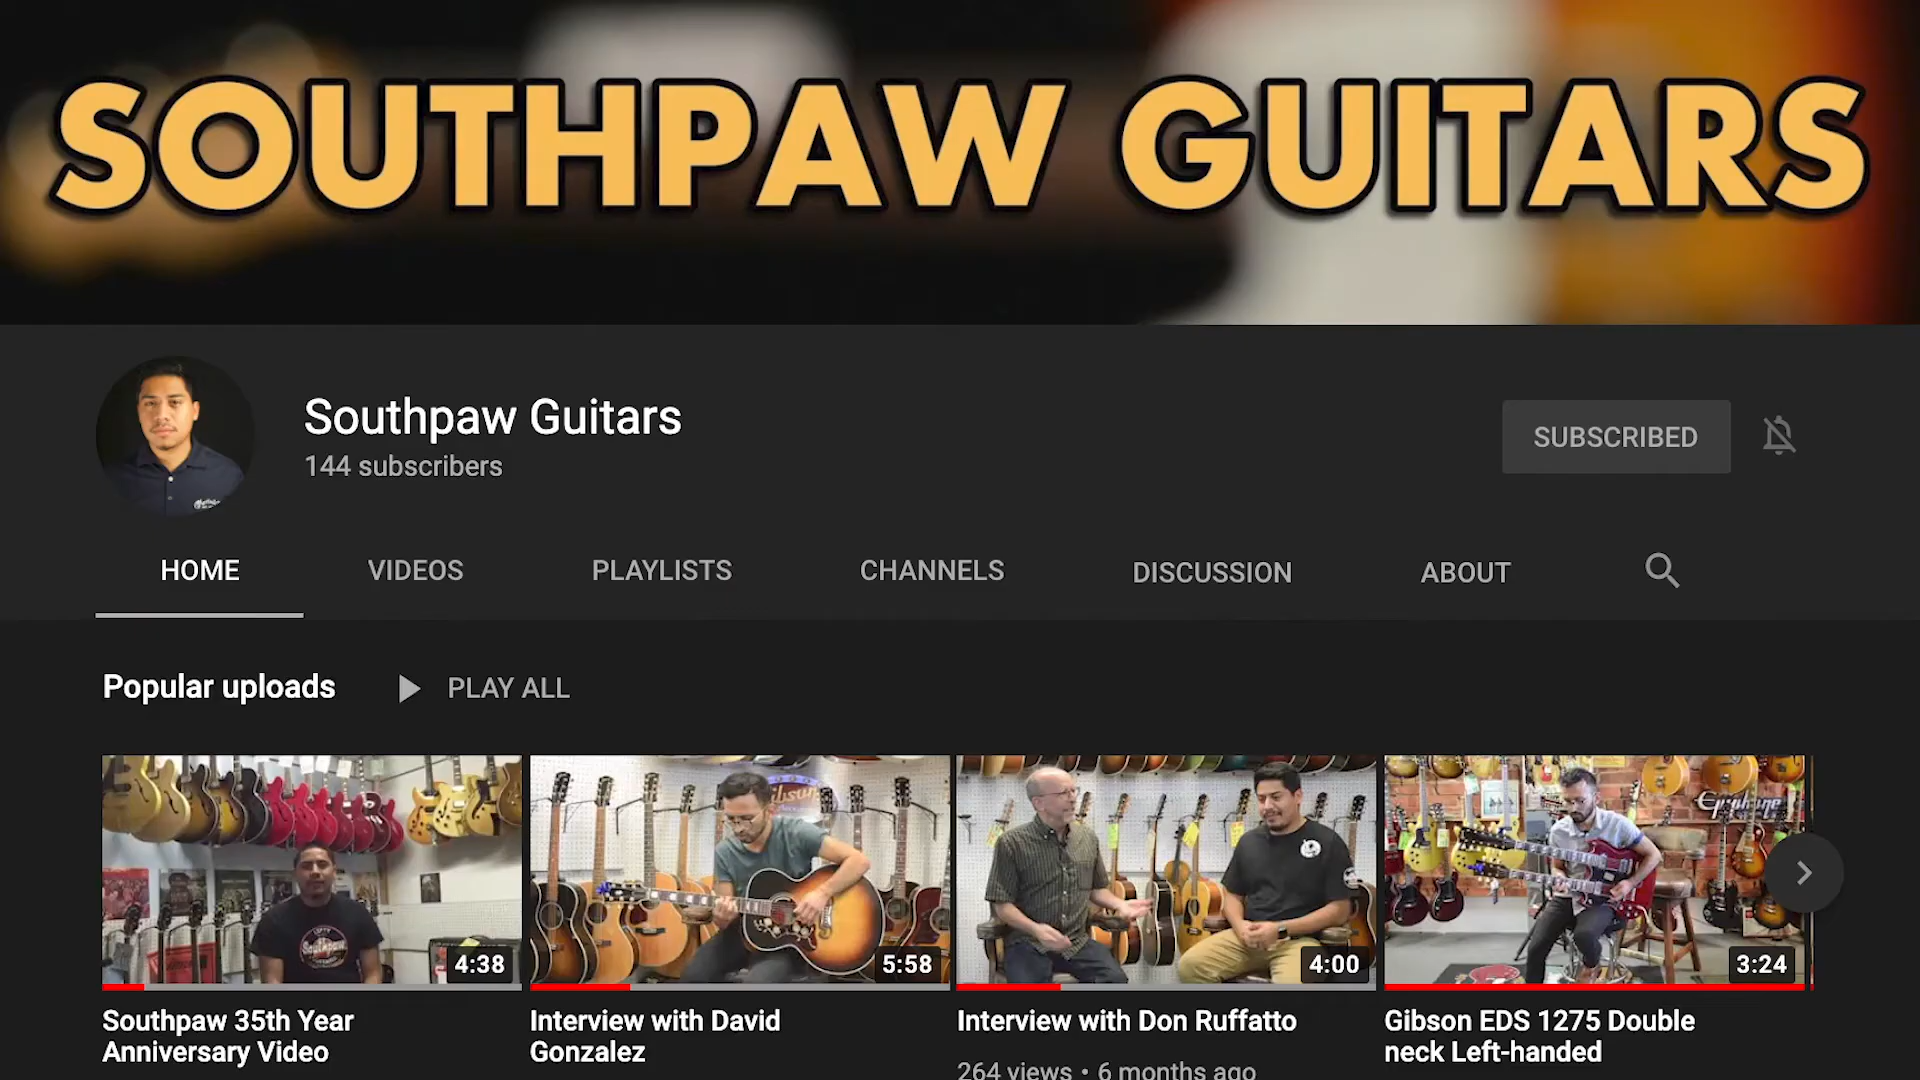 SOUTHPAW GUITARS
Southpaw Guitars
144 subscribers
SUBSCRIBED
HOME
VIDEOS
PLAYLISTS
CHANNELS
DISCUSSION
ABOUT
Popular uploads
PLAY ALL
Epiphone
Southpaw
4:38
5:58
4:00
3:24
Southpaw 35th Year
Anniversary Video
Interview with David
Gonzalez
Interview with Don Ruffatto
264 views • 6 months ago
Gibson EDS 1275 Double
neck Left-handed